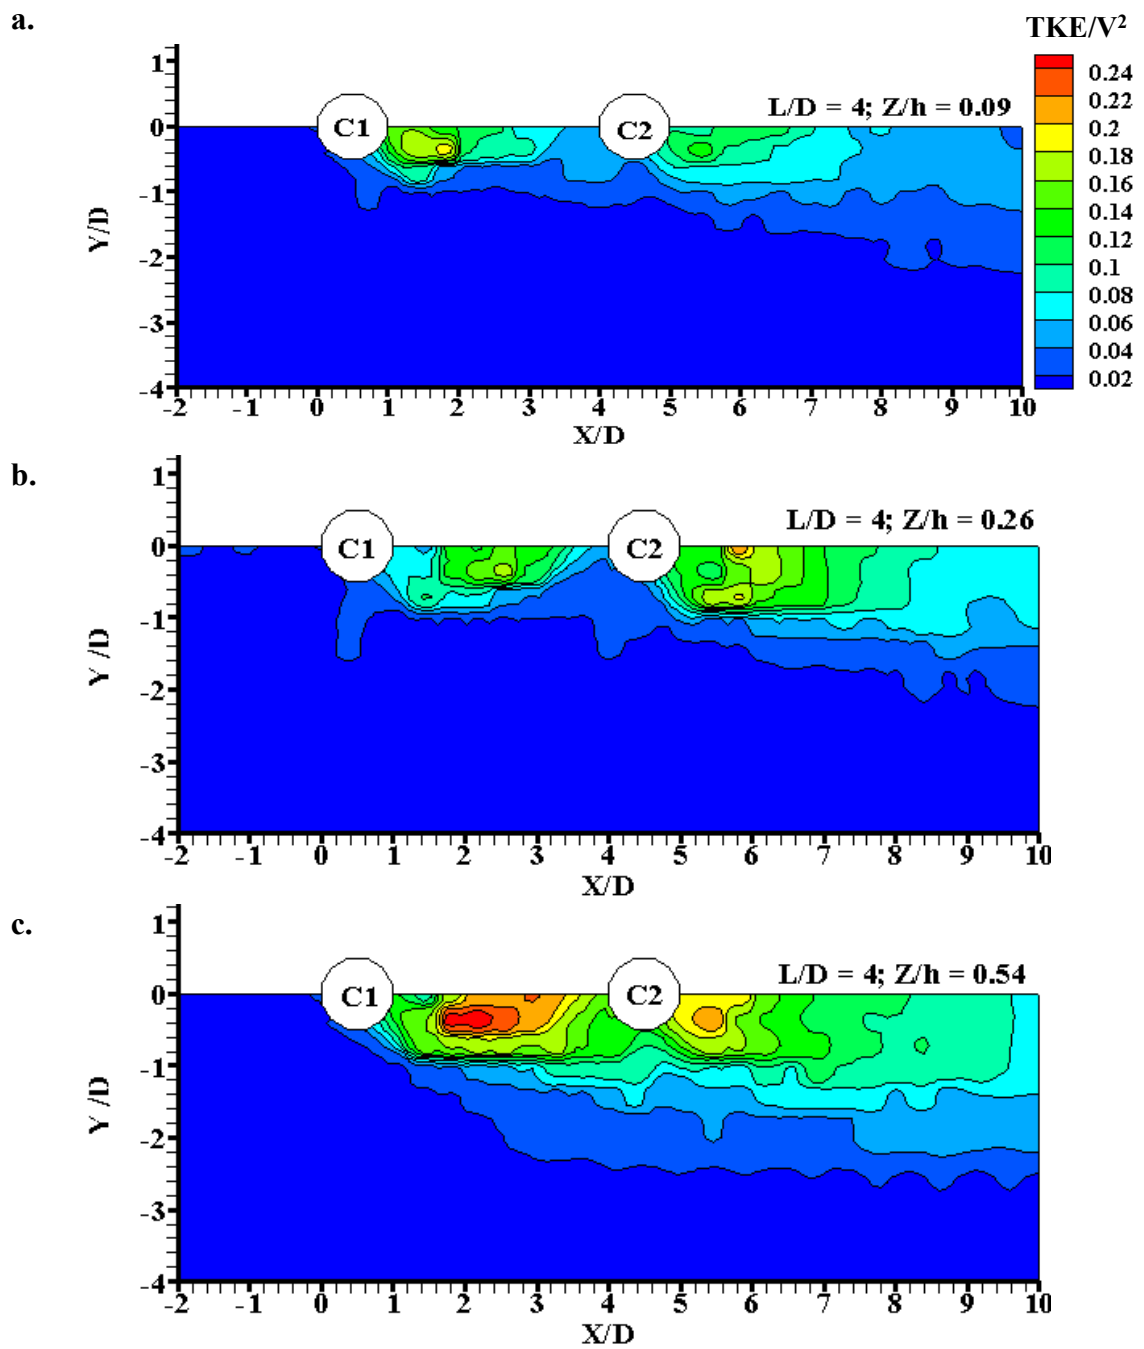 a.
TKE/V²
1
0
-1
-2
-3
-4
Y/D
C1
C2
L/D = 4; Z/h = 0.09
0.24
0.22
0.2
0.18
0.16
0.14
0.12
0.1
0.08
0.06
0.04
0.02
-2 -1 0 1 2 3 4 5 6 7 8 9 10
X/D
b.
1
0
-1
-2
-3
-4
Y /D
C1
C2
L/D = 4; Z/h = 0.26
-2 -1 0 1 2 3 4 5 6 7 8 9 10
X/D
c.
1
0
-1
-2
-3
-4
Y /D
C1
C2
L/D = 4; Z/h = 0.54
-2 -1 0 1 2 3 4 5 6 7 8 9 10
X/D